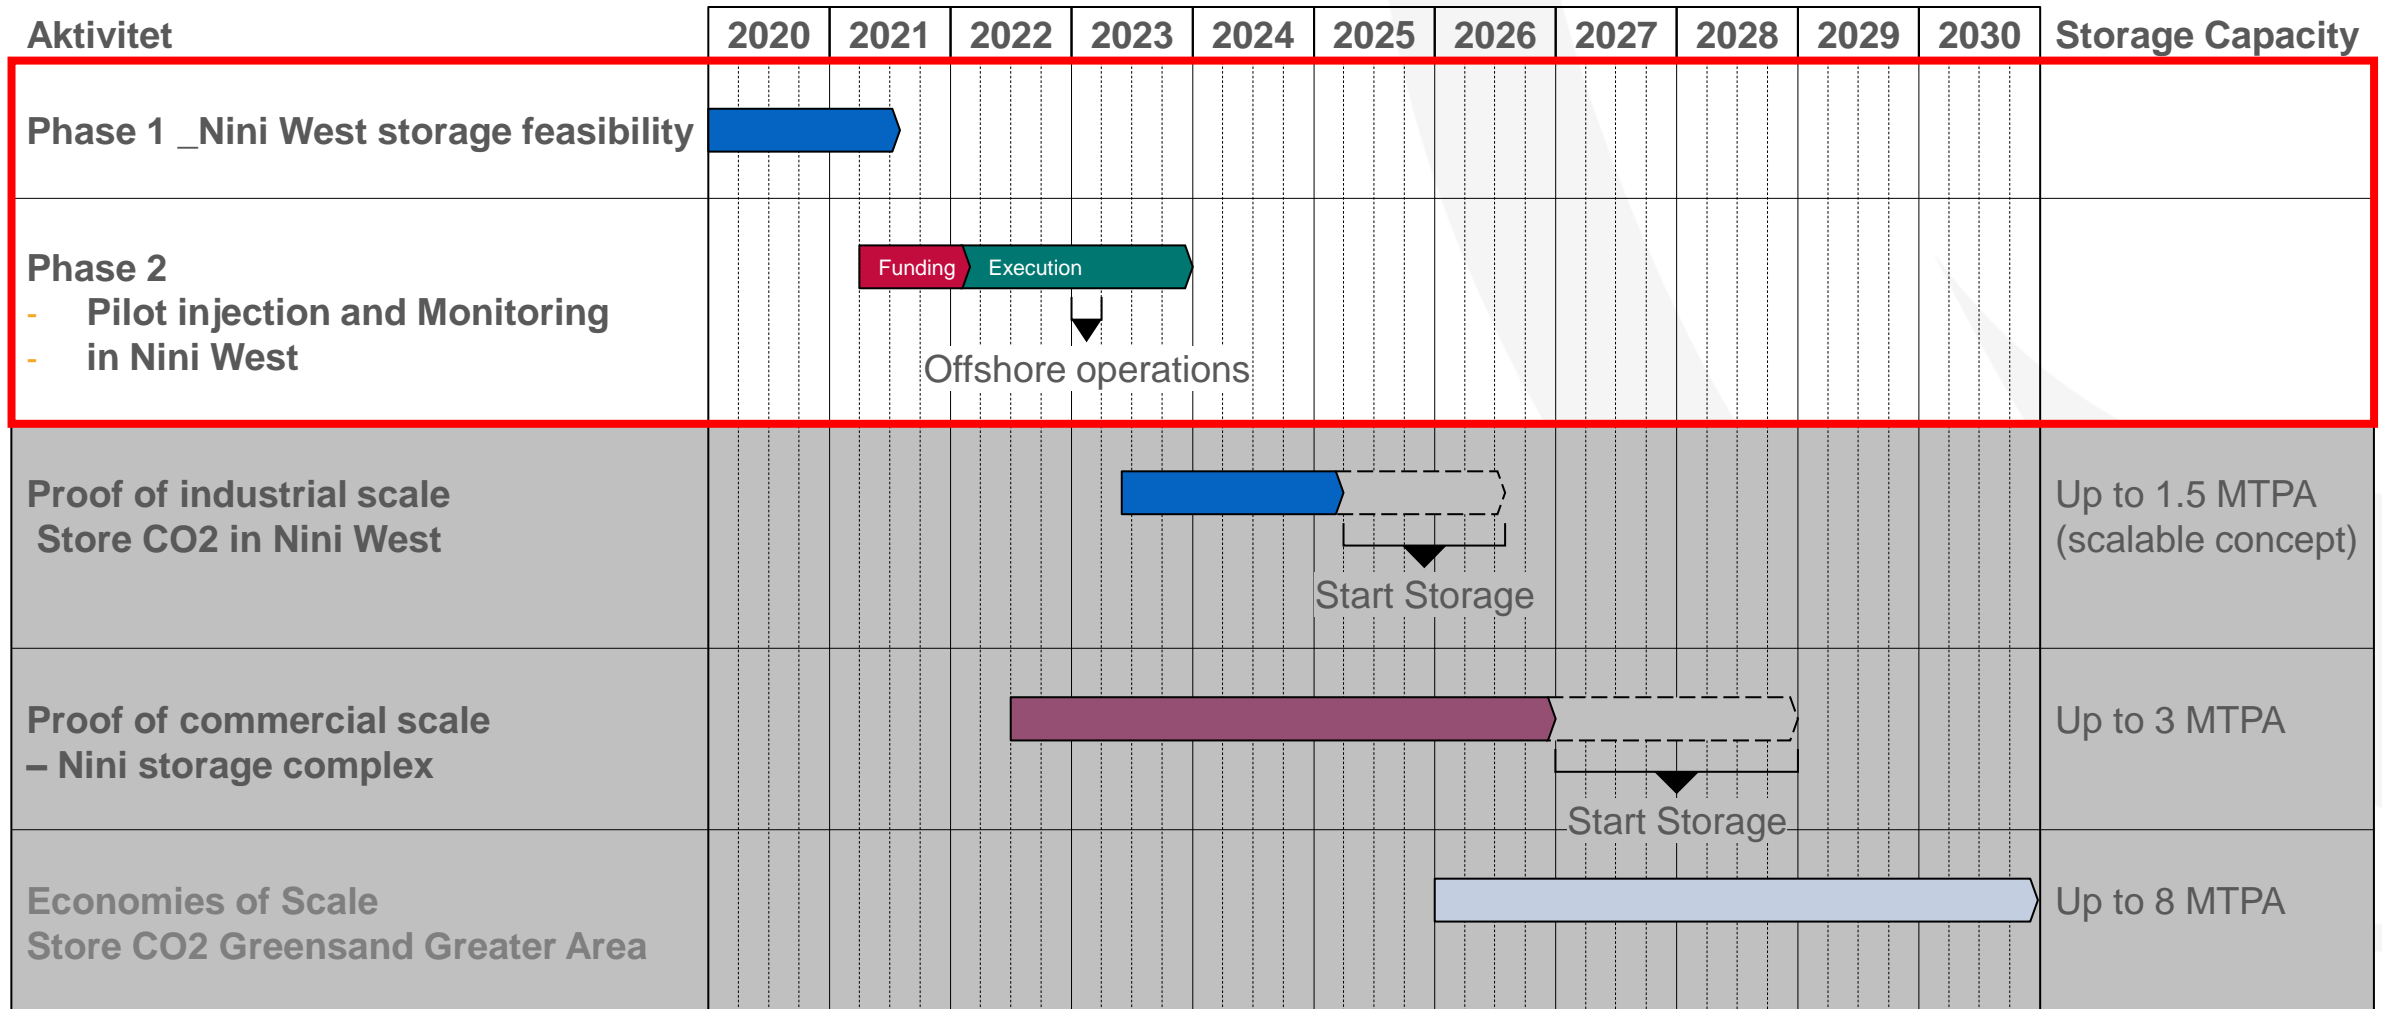 Aktivitet 2020 2021 2022 2023 2024 2025 2026 2027 2028 2029 2030 Storage Capacity
Phase 1 _Nini West storage feasibility
Phase 2
- Pilot injection and Monitoring
- in Nini West
Funding Execution
Offshore operations
Proof of industrial scale
Store CO2 in Nini West
Start Storage
Up to 1.5 MTPA
(scalable concept)
Proof of commercial scale
– Nini storage complex
Start Storage
Up to 3 MTPA
Economies of Scale
Store CO2 Greensand Greater Area
Up to 8 MTPA